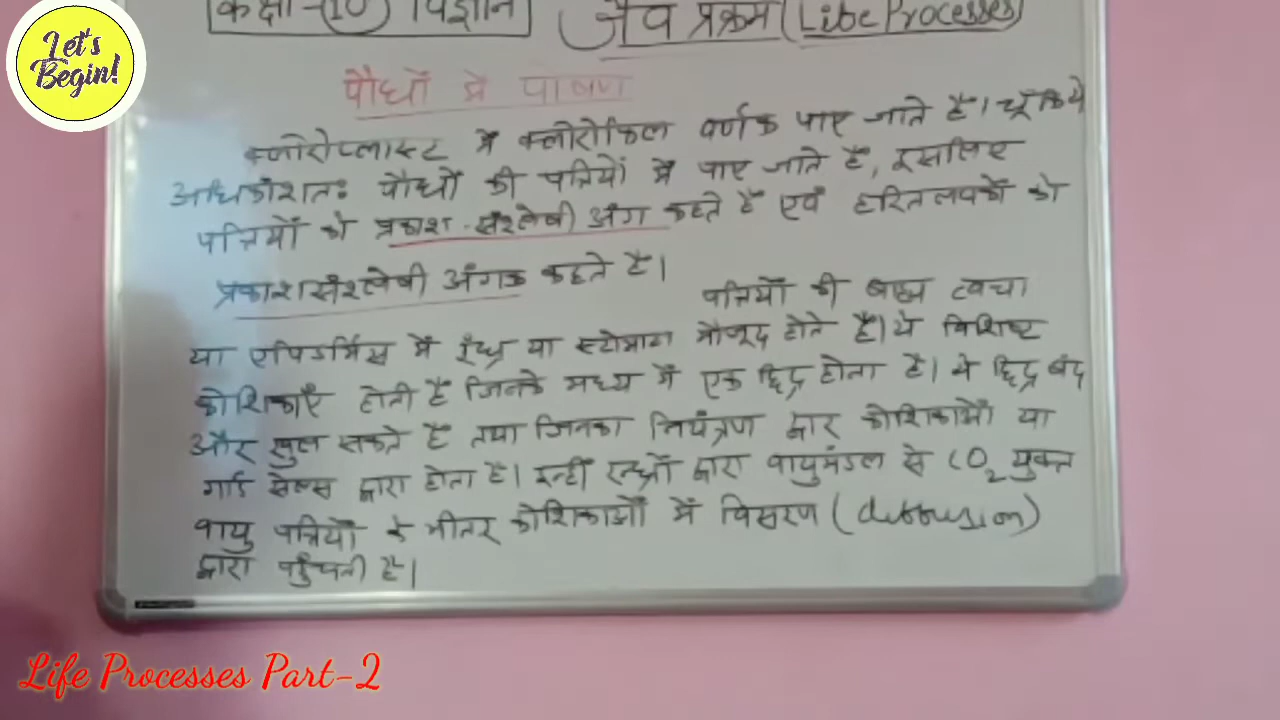 Let's
Begin!
कक्षा-(10) विज्ञान
जैव प्रक्रम (Life Processes)
पौधों मे पोषण
क्लोरोप्लास्ट मे क्लोरोफिल वर्णक पाए जाते है। चूँकि ये
अधिकांशतः पौधों की पत्तियों मे पाए जाते है, इसलिए
पत्तियों को प्रकाश-संश्लेषी अंग कहते है एवं हरितलवकों को
प्रकाशसंश्लेषी अंगक कहते है।
पत्तियों की बाह्य त्वचा
या एपिडर्मिस में रंध्र या स्टोमाटा मौजूद होते है। ये विशिष्ट
कोशिकाएँ होती है जिनके मध्य में एक छिद्र होता है। ये छिद्र बंद
और खुल सकते है तथा जिनका नियंत्रण द्वार कोशिकाओं या
गार्ड सेल्स द्वारा होता है। इन्हीं रन्ध्रों द्वारा वायुमंडल से CO2 युक्त
वायु पत्तियों के भीतर कोशिकाओं में विसरण (diffusion)
द्वारा पहुँचती है।
Life Processes Part-2